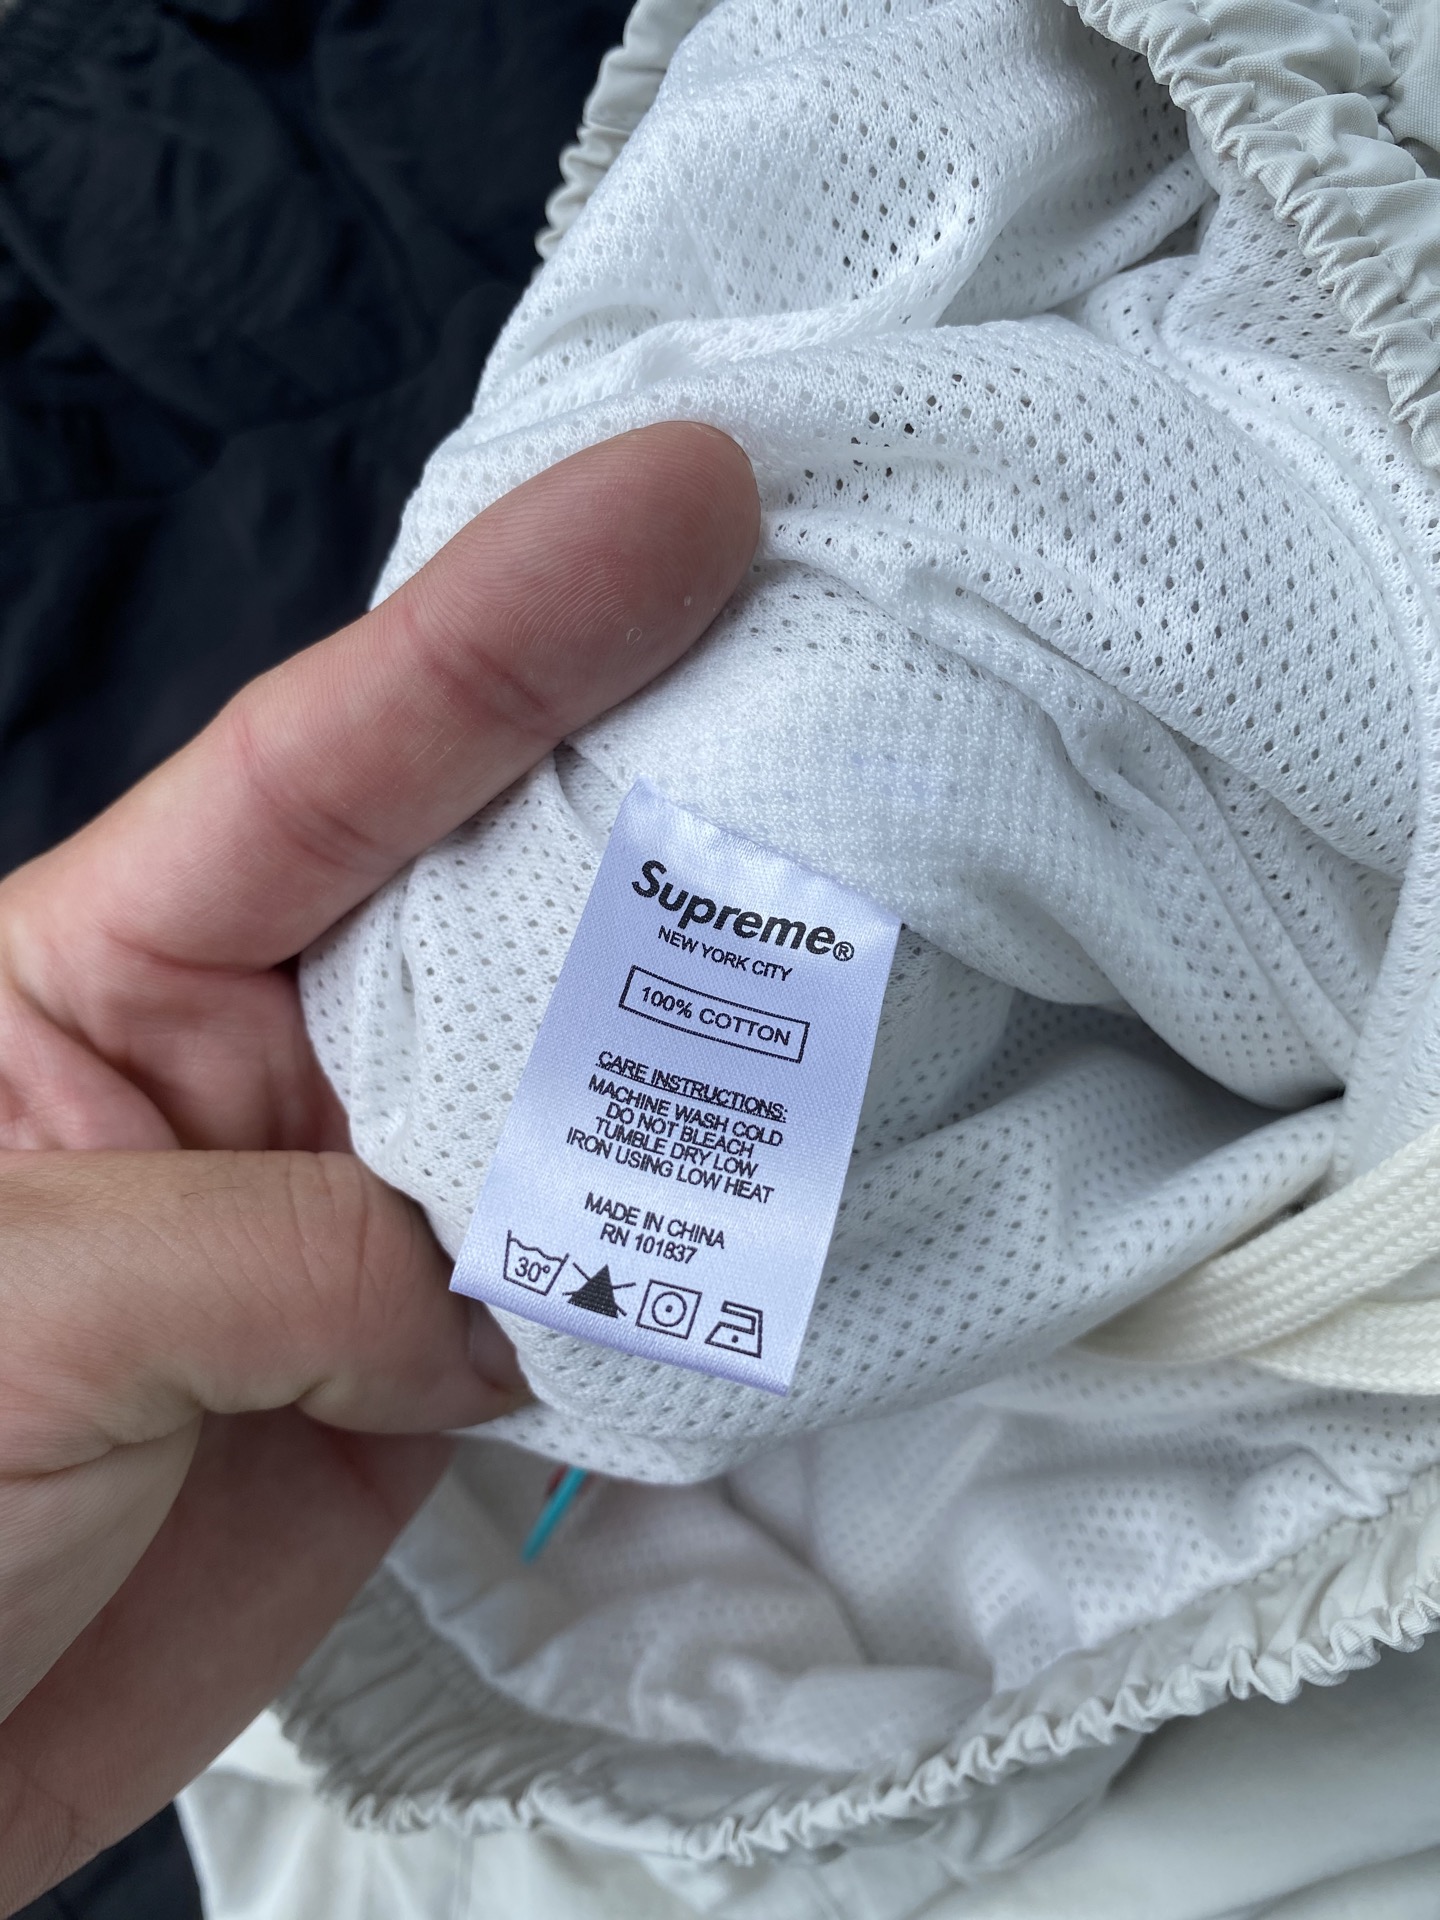 Supreme®
NEW YORK CITY
100% COTTON
CARE INSTRUCTIONS:
MACHINE WASH COLD
DO NOT BLEACH
TUMBLE DRY LOW
IRON USING LOW HEAT
MADE IN CHINA
RN 101837
30°